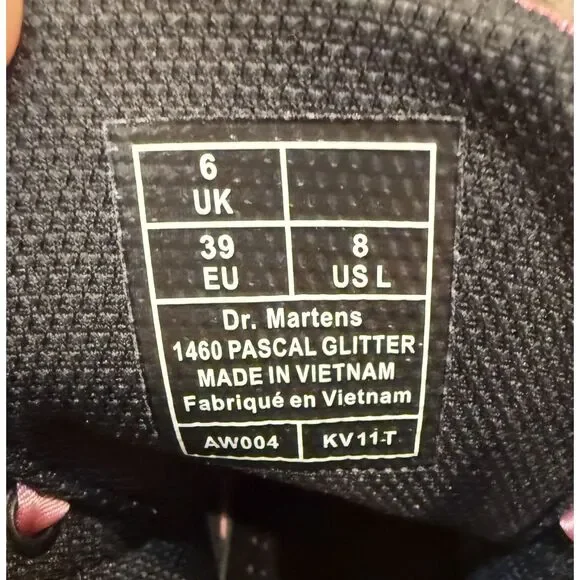 6
UK
39
EU
8
US L
Dr. Martens
1460 PASCAL GLITTER
MADE IN VIETNAM
Fabriqué en Vietnam
AW004
KV11-T